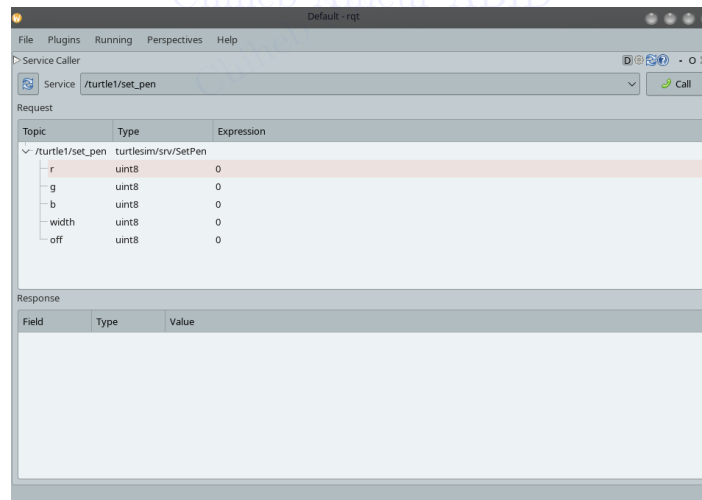 Default - rqt
File Plugins Running Perspectives Help
Service Caller D - O
Service /turtle1/set_pen Call
Request
Topic Type Expression
/turtle1/set_pen turtlesim/srv/SetPen
r uint8 0
g uint8 0
b uint8 0
width uint8 0
off uint8 0
Response
Field Type Value